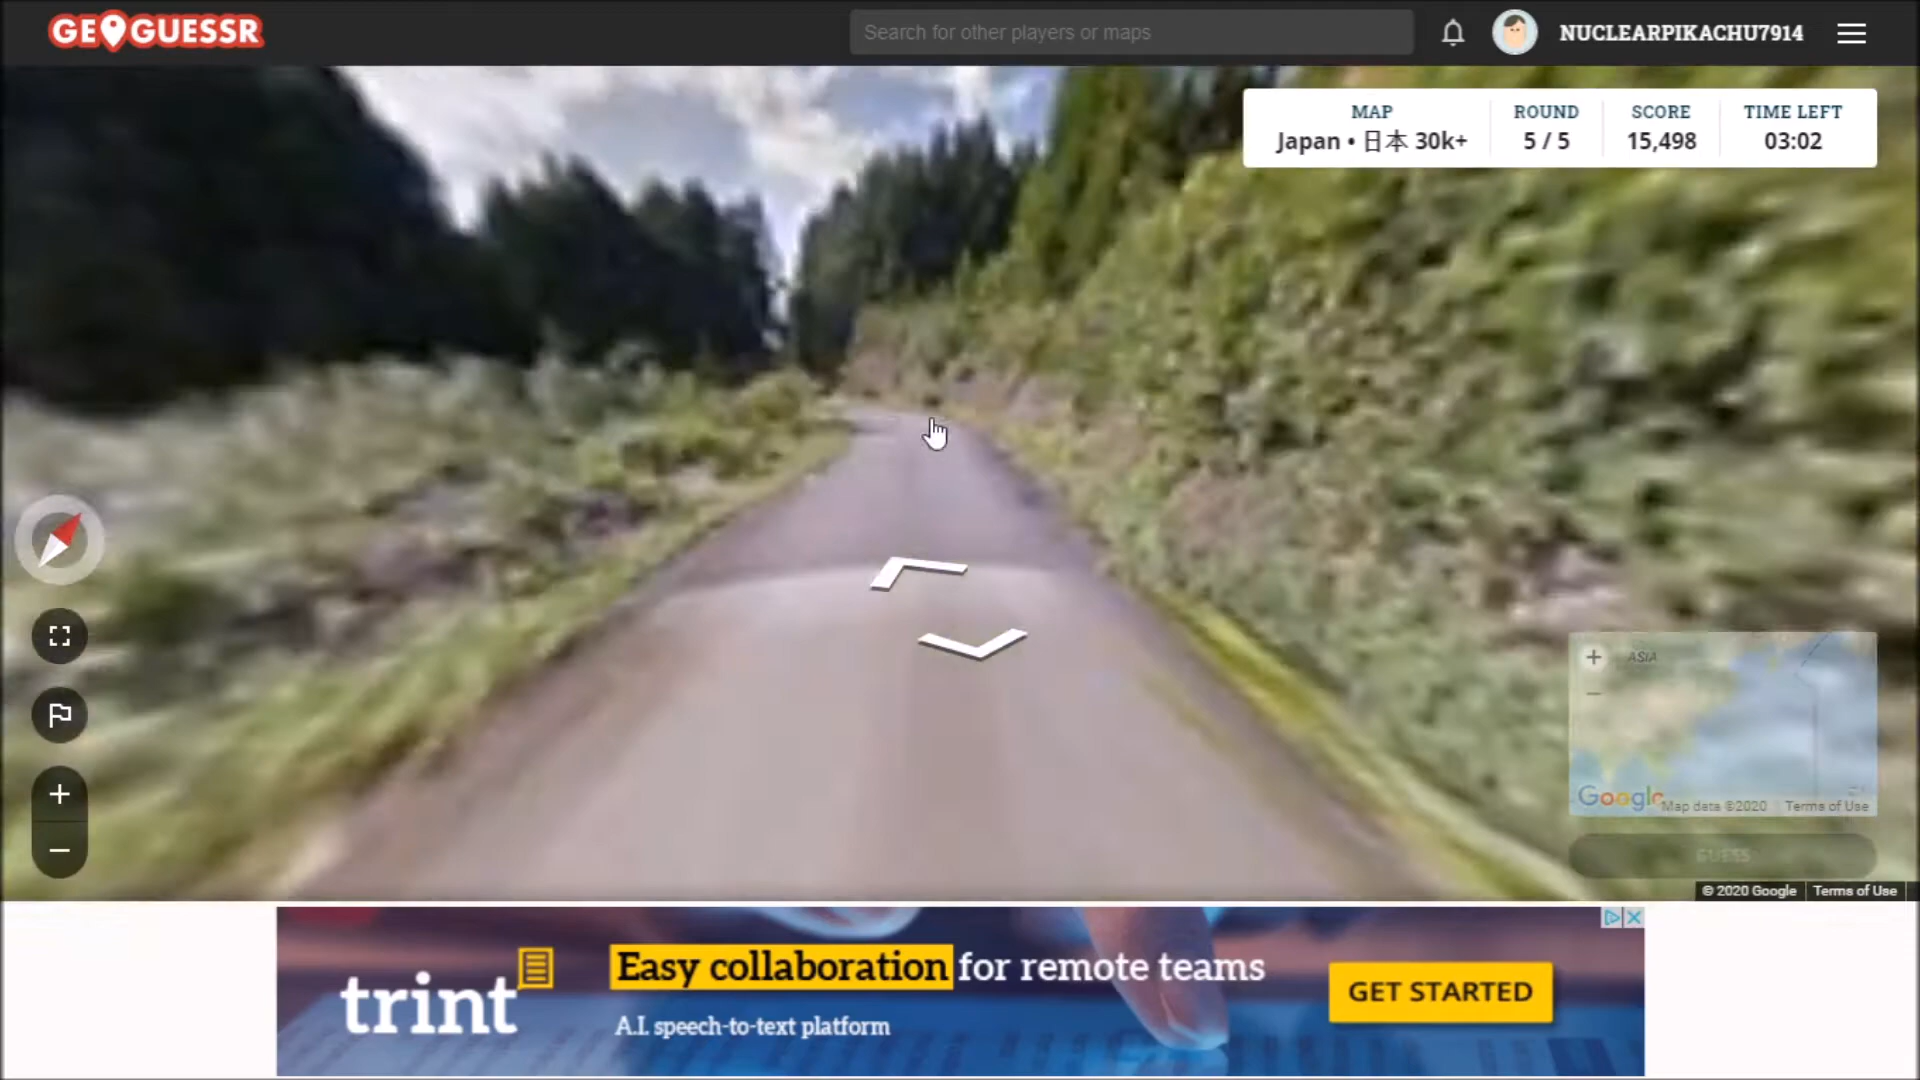 GEOGUESSR
Search for other players or maps
NUCLEARPIKACHU7914
MAP
Japan • 日本 30k+
ROUND
5 / 5
SCORE
15,498
TIME LEFT
03:02
ASIA
Google
Map data ©2020
Terms of Use
GUESS
© 2020 Google
Terms of Use
trint
Easy collaboration for remote teams
A.I. speech-to-text platform
GET STARTED